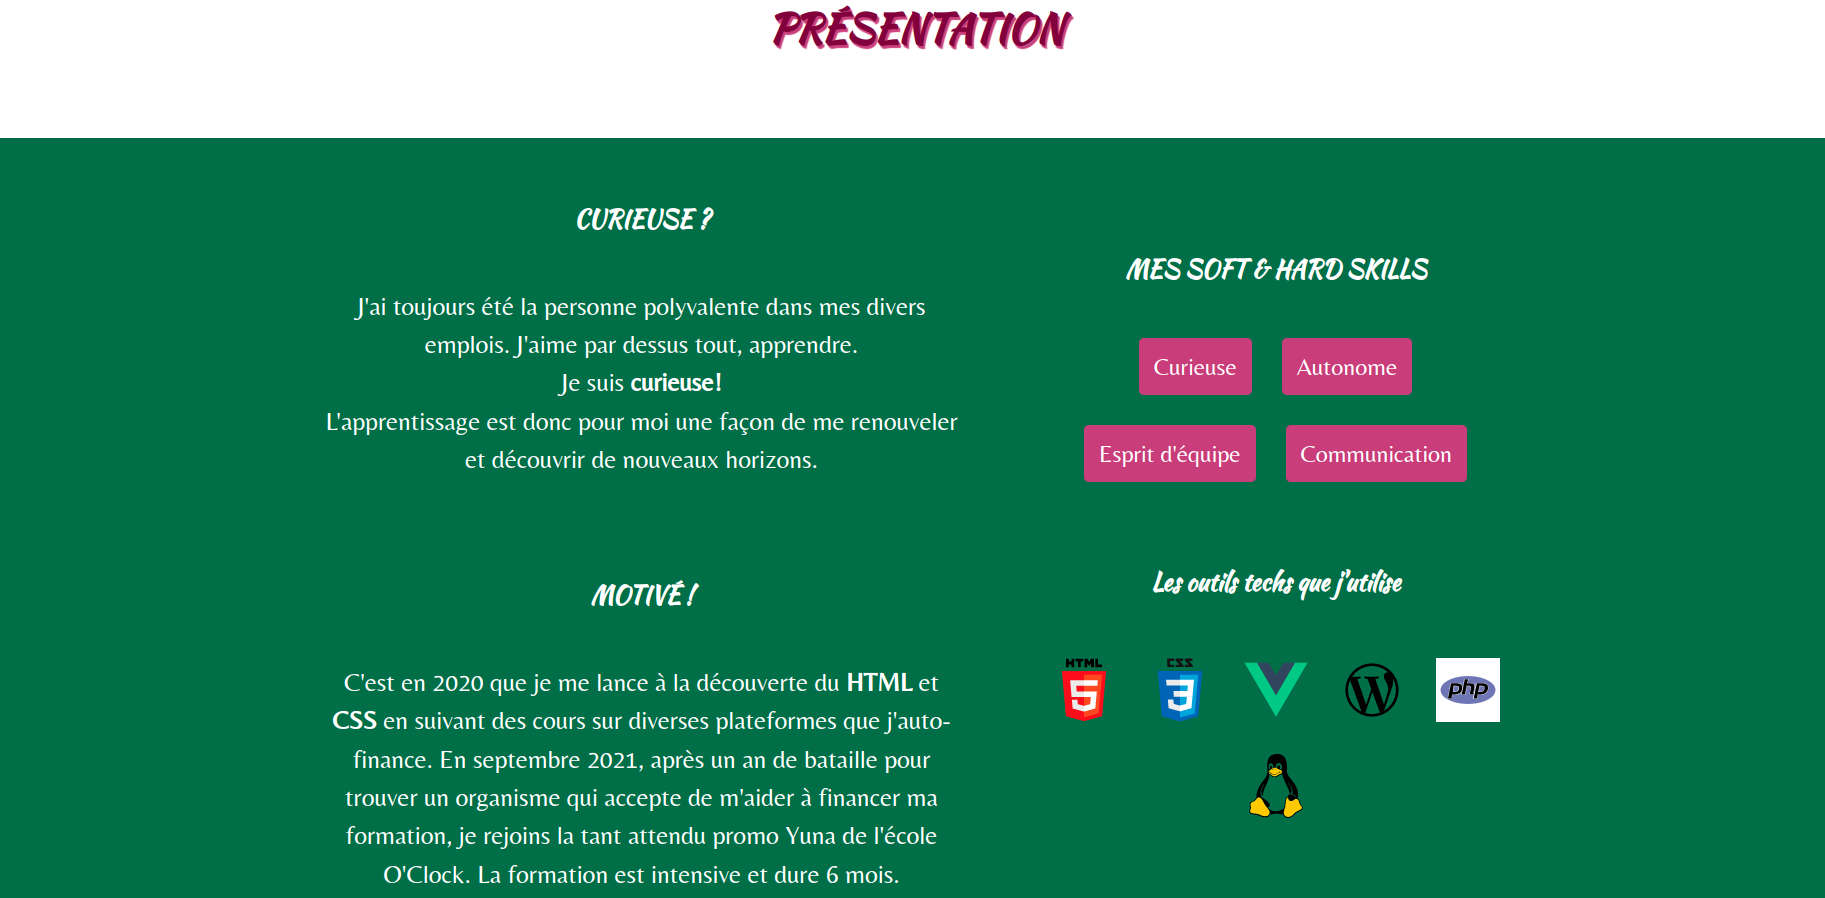 PRÉSENTATION
CURIEUSE ?
J'ai toujours été la personne polyvalente dans mes divers
emplois. J'aime par dessus tout, apprendre.
Je suis curieuse!
L'apprentissage est donc pour moi une façon de me renouveler
et découvrir de nouveaux horizons.
MOTIVÉ !
C'est en 2020 que je me lance à la découverte du HTML et
CSS en suivant des cours sur diverses plateformes que j'auto-
finance. En septembre 2021, après un an de bataille pour
trouver un organisme qui accepte de m'aider à financer ma
formation, je rejoins la tant attendu promo Yuna de l'école
O'Clock. La formation est intensive et dure 6 mois.
MES SOFT & HARD SKILLS
Curieuse Autonome
Esprit d'équipe Communication
Les outils techs que j'utilise
HTML CSS
5 3 W php